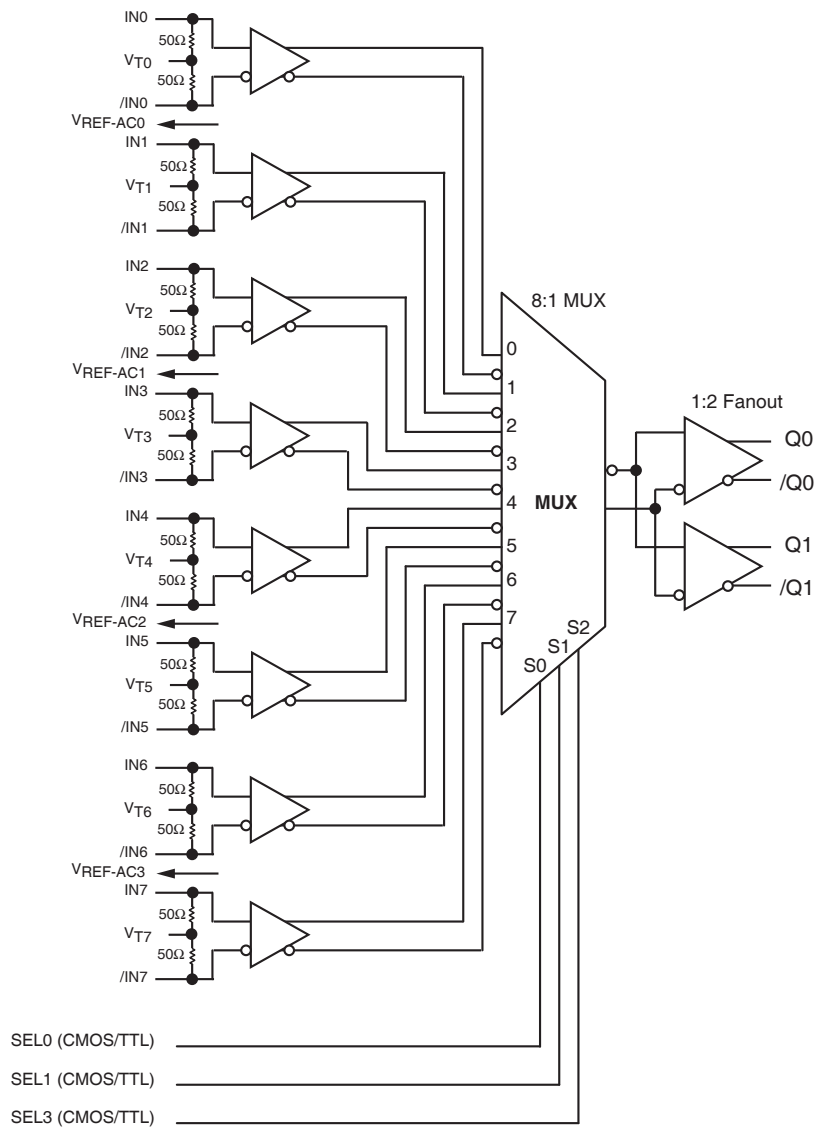 IN0
50Ω
VT0
50Ω
/IN0
VREF-AC0
IN1
50Ω
VT1
50Ω
/IN1
IN2
50Ω
VT2
50Ω
/IN2
VREF-AC1
IN3
50Ω
VT3
50Ω
/IN3
IN4
50Ω
VT4
50Ω
/IN4
VREF-AC2
IN5
50Ω
VT5
50Ω
/IN5
IN6
50Ω
VT6
50Ω
/IN6
VREF-AC3
IN7
50Ω
VT7
50Ω
/IN7
8:1 MUX
0
1
2
3
4
5
6
7
MUX
S0
S1
S2
1:2 Fanout
Q0
/Q0
Q1
/Q1
SEL0 (CMOS/TTL)
SEL1 (CMOS/TTL)
SEL3 (CMOS/TTL)